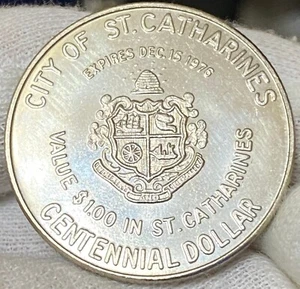 CITY OF ST. CATHARINES
EXPIRES DEC. 15 1976
VALUE $1.00 IN ST. CATHARINES
CENTENNIAL DOLLAR